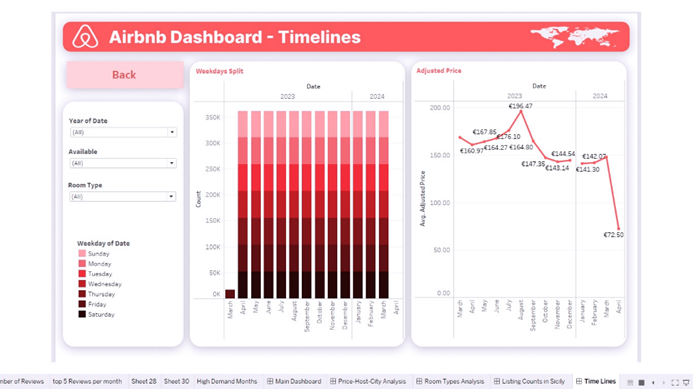 Airbnb Dashboard - Timelines
Back
Year of Date
(All)
Available
(All)
Room Type
(All)
Weekday of Date
Sunday
Monday
Tuesday
Wednesday
Thursday
Friday
Saturday
Weekdays Split
Date
2023
2024
Count
350K
300K
250K
200K
150K
100K
50K
0K
March
April
May
June
July
August
September
October
November
December
January
February
March
April
Adjusted Price
Date
2023
2024
Avg. Adjusted Price
200.00
150.00
100.00
50.00
0.00
€160.97
€167.85
€164.27
€176.10
€196.47
€164.80
€147.35
€143.14
€144.54
€141.30
€142.07
€72.50
March
April
May
June
July
August
September
October
November
December
January
February
March
April
mber of Reviews
top 5 Reviews per month
Sheet 28
Sheet 30
High Demand Months
Main Dashboard
Price-Host-City Analysis
Room Types Analysis
Listing Counts in Sicily
Time Lines